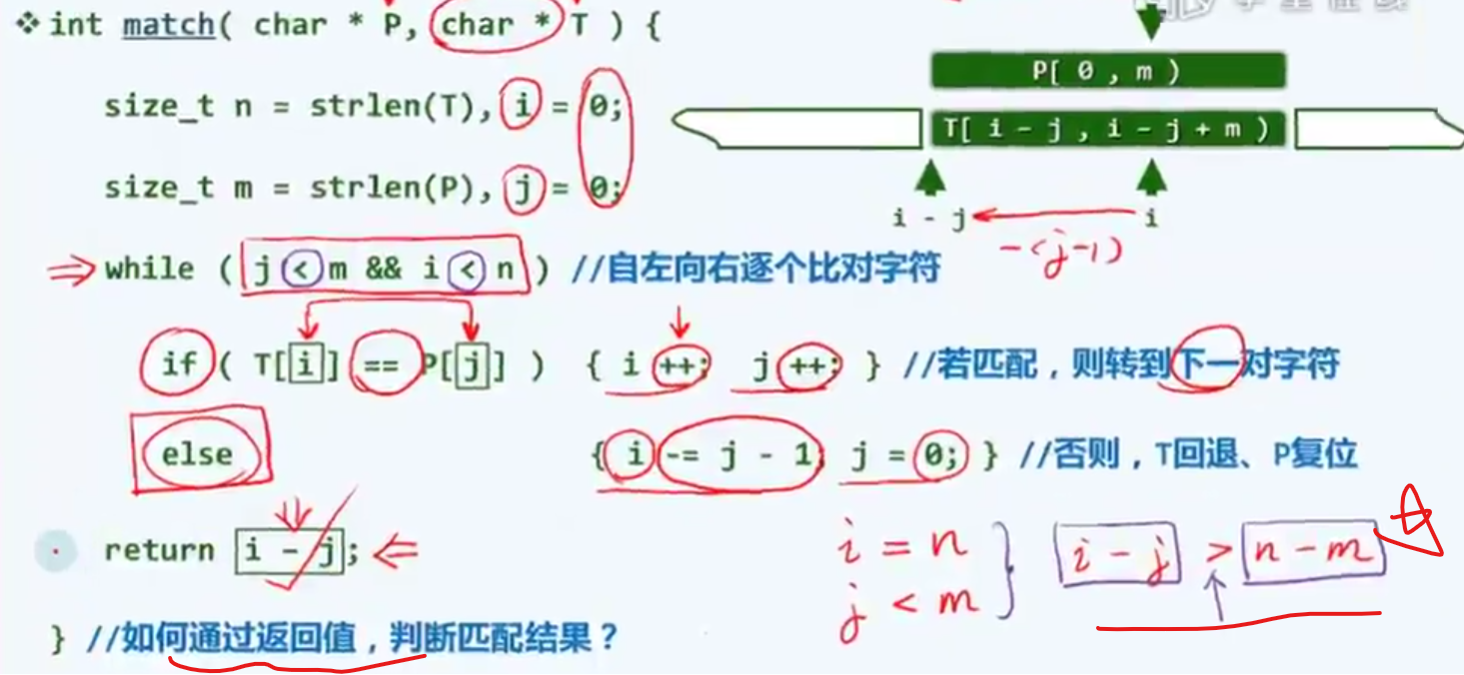 ❖int match( char * P, char * T ) {
P[ 0 , m )
size_t n = strlen(T), i = 0;
T[ i - j , i - j + m )
size_t m = strlen(P), j = 0;
i - j
i
-(j-1)
while ( j < m && i < n ) //自左向右逐个比对字符
if ( T[i] == P[j] ) { i ++; j ++; } //若匹配，则转到下一对字符
else { i -= j - 1; j = 0; } //否则，T回退、P复位
return i - j;
i = n
j < m
i - j > n - m
} //如何通过返回值，判断匹配结果？